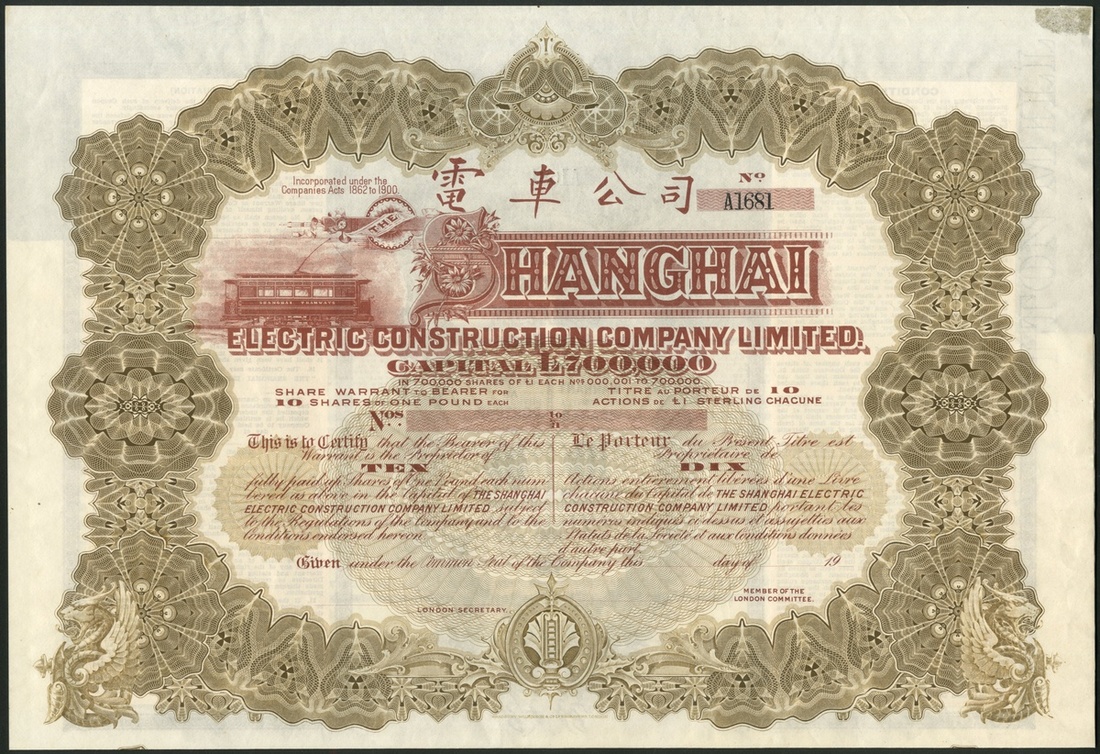 Incorporated under the
Companies Acts 1862 to 1900.
電車公司
Nº
A1681
THE
SHANGHAI
SHANGHAI TRAMWAYS
ELECTRIC CONSTRUCTION COMPANY LIMITED.
CAPITAL £700,000
IN 700,000 SHARES OF £1 EACH Nos 000,001 TO 700,000.
SHARE WARRANT TO BEARER FOR
10 SHARES OF ONE POUND EACH
TITRE AU PORTEUR DE 10
ACTIONS DE £1 STERLING CHACUNE
Nos
to
This is to Certify that the Bearer of this
Warrant is the Proprietor of
TEN
fully paid up Shares of One Pound each num
bered as above in the Capital of THE SHANGHAI
ELECTRIC CONSTRUCTION COMPANY LIMITED subject
to the Regulations of the Company and to the
Conditions endorsed hereon
Le Porteur du Présent Titre est
Propriétaire de
DIX
Actions entièrement libérées d'une Livre
chacune du Capital de THE SHANGHAI ELECTRIC
CONSTRUCTION COMPANY LIMITED portant les
numéros indiqués ci dessus et assujetties aux
Statuts de la Société et aux Conditions données
d'autre part.
Given under the Common Seal of the Company this day of 19
LONDON SECRETARY.
MEMBER OF THE
LONDON COMMITTEE.